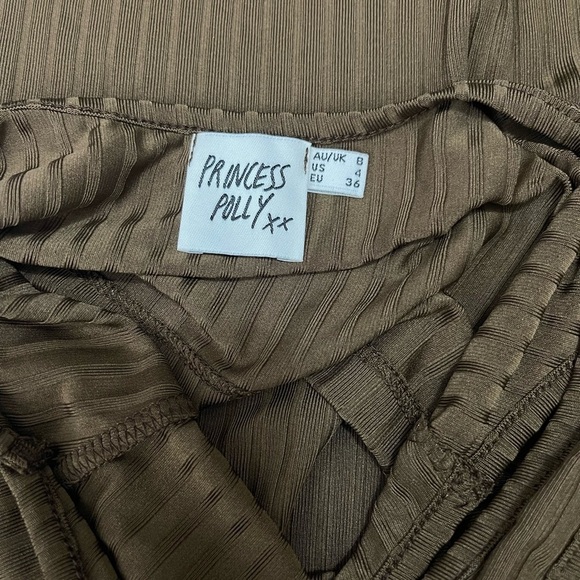 PRINCESS
POLLY xx
AU/UK 8
US 4
EU 36